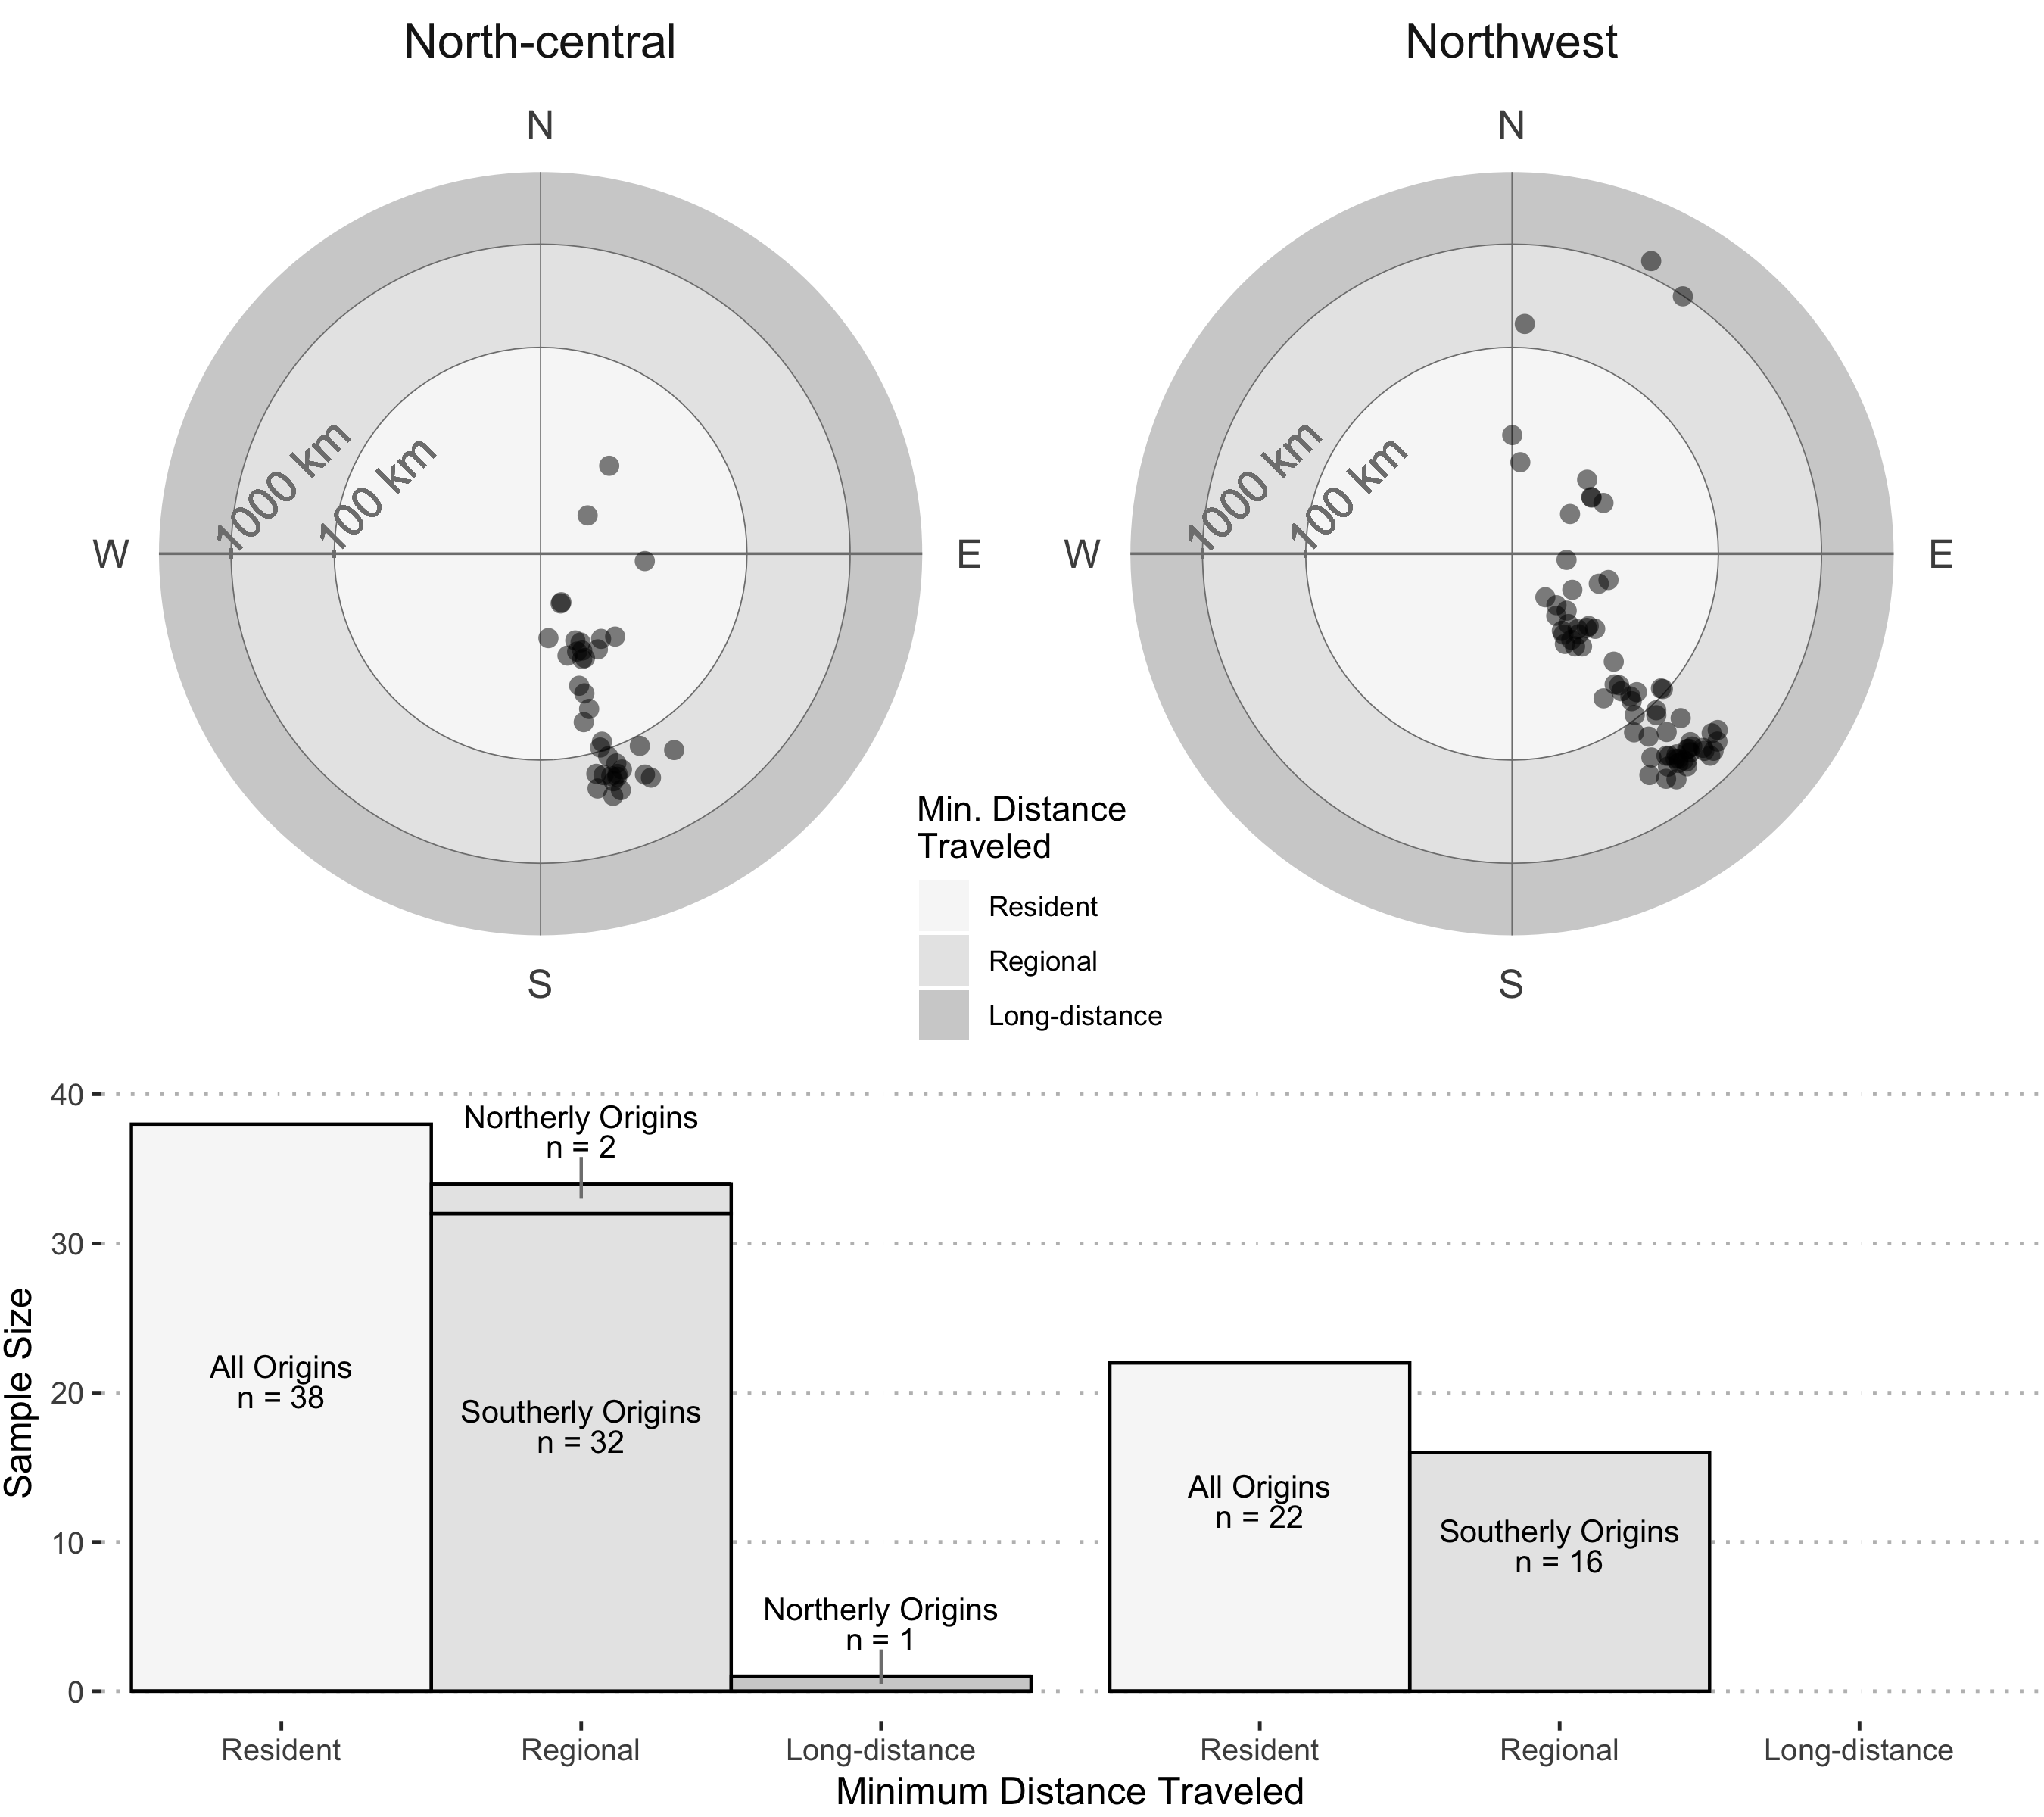 North-central
Northwest
N
N
1000 km
100 km
1000 km
100 km
W
E
W
E
S
S
Min. Distance
Traveled
Resident
Regional
Long-distance
40
30
20
10
0
Sample Size
Northerly Origins
n = 2
All Origins
n = 38
Southerly Origins
n = 32
Northerly Origins
n = 1
All Origins
n = 22
Southerly Origins
n = 16
Resident
Regional
Long-distance
Resident
Regional
Long-distance
Minimum Distance Traveled